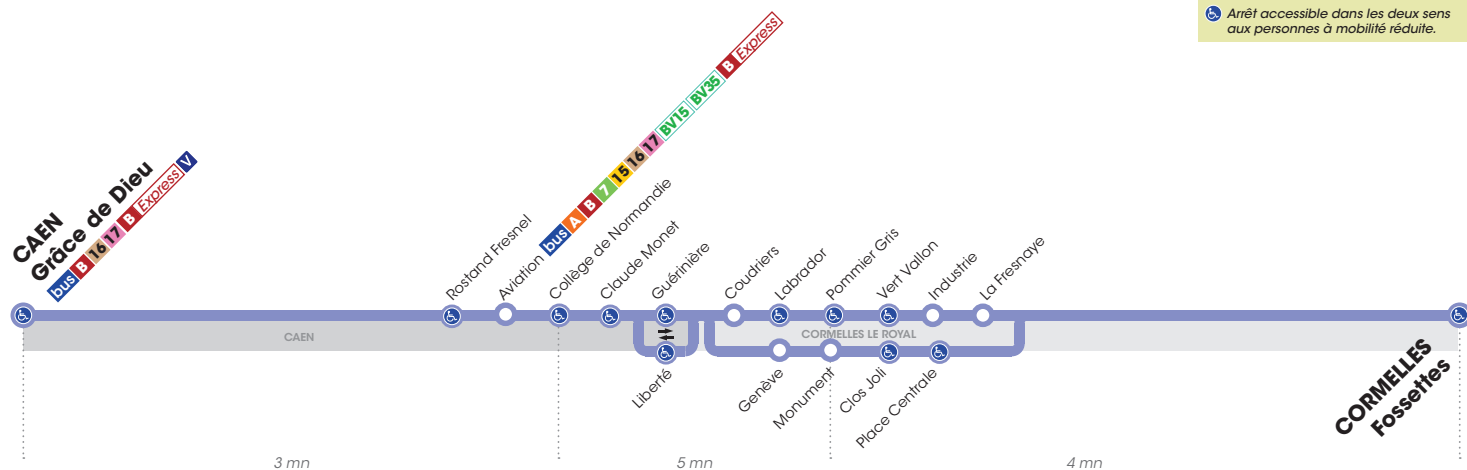 Arrêt accessible dans les deux sens
aux personnes à mobilité réduite.
CAEN
Grâce de Dieu
bus B 16 17 B Express V
Rostand Fresnel
Aviation bus A B 7 15 16 17 BV15 BV35 B Express
Collège de Normandie
Claude Monet
Guérinière
Coudriers
Labrador
Pommier Gris
Vert Vallon
Industrie
La Fresnaye
CAEN
CORMELLES LE ROYAL
Liberté
Genève
Monument
Clos Joli
Place Centrale
CORMELLES
Fossettes
3 mn
5 mn
4 mn